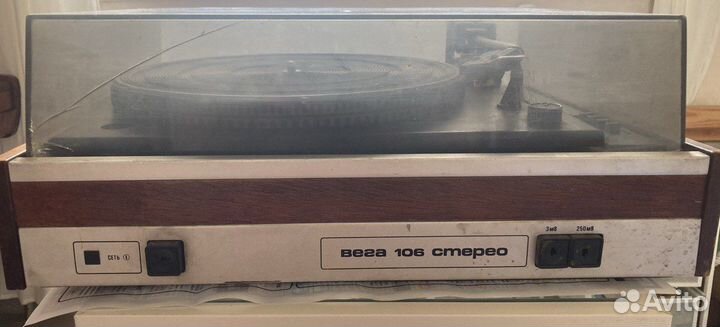 3мВ 250мВ
сеть
Вега 106 стерео
Avito